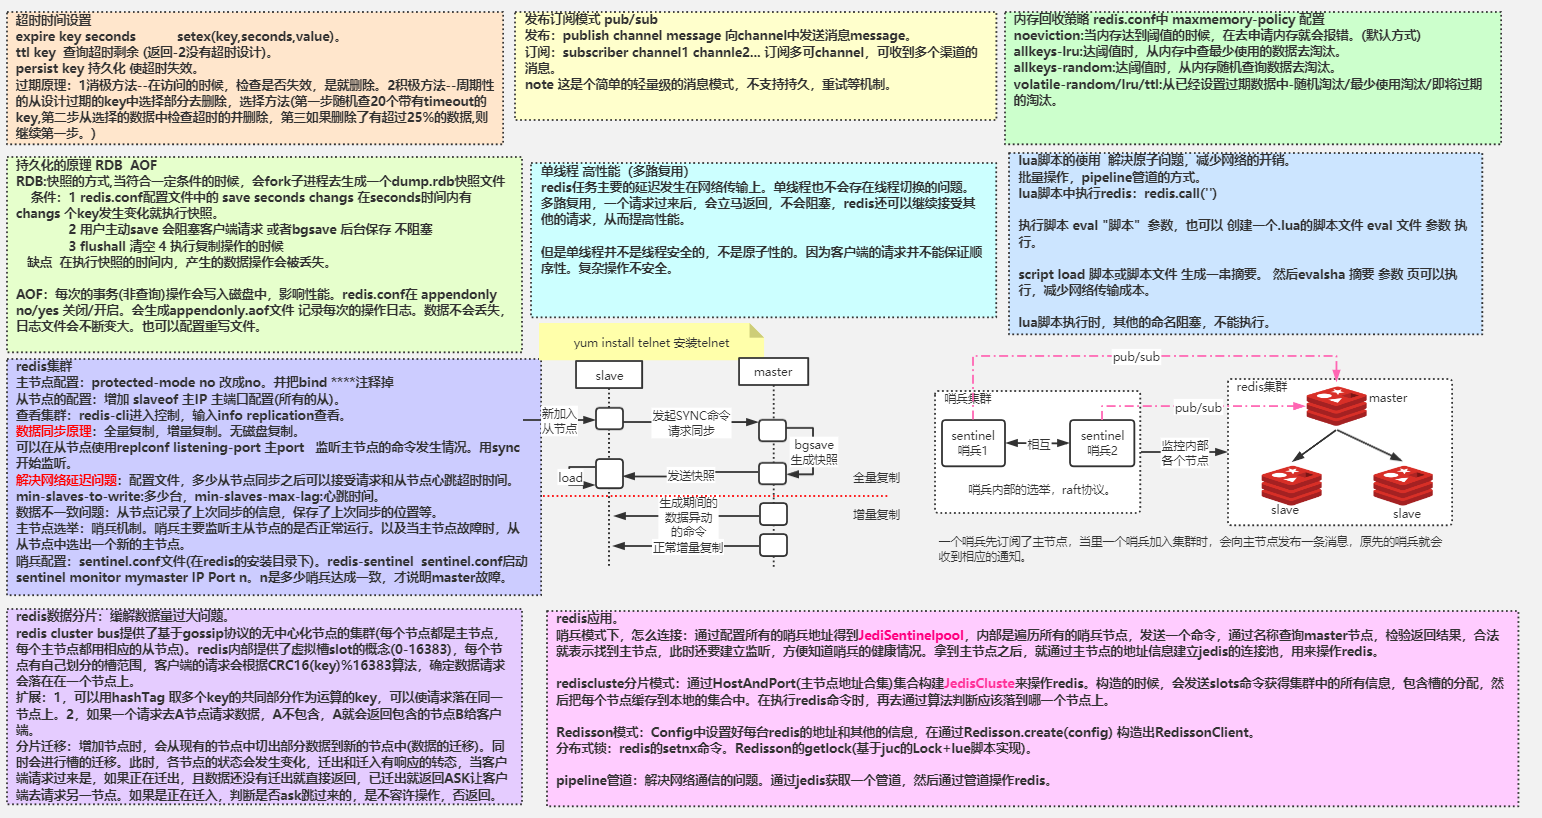 超时时间设置
expire key seconds          setex(key,seconds,value)。
ttl key  查询超时剩余 (返回-2没有超时设计)。
persist key 持久化 使超时失效。
过期原理：1消极方法--在访问的时候，检查是否失效，是就删除。2积极方法--周期性
的从设计过期的key中选择部分去删除，选择方法(第一步随机查20个带有timeout的
key,第二步从选择的数据中检查超时的并删除，第三如果删除了有超过25%的数据,则
继续第一步。)
发布订阅模式 pub/sub
发布：publish channel message 向channel中发送消息message。
订阅：subscriber channel1 channle2... 订阅多可channel，可收到多个渠道的
消息。
note 这是个简单的轻量级的消息模式，不支持持久，重试等机制。
内存回收策略 redis.conf中 maxmemory-policy 配置
noeviction:当内存达到阈值的时候，在去申请内存就会报错。(默认方式)
allkeys-lru:达阈值时，从内存中查最少使用的数据去淘汰。
allkeys-random:达阈值时，从内存随机查询数据去淘汰。
volatile-random/lru/ttl:从已经设置过期数据中-随机淘汰/最少使用淘汰/即将过期
的淘汰。
持久化的原理 RDB  AOF
RDB:快照的方式,当符合一定条件的时候，会fork子进程去生成一个dump.rdb快照文件
条件：1 redis.conf配置文件中的 save seconds changs 在seconds时间内有
changs 个key发生变化就执行快照。
2 用户主动save 会阻塞客户端请求 或者bgsave 后台保存 不阻塞
3 flushall 清空 4 执行复制操作的时候
缺点  在执行快照的时间内，产生的数据操作会被丢失。
AOF：每次的事务(非查询)操作会写入磁盘中，影响性能。redis.conf在 appendonly
no/yes 关闭/开启。会生成appendonly.aof文件 记录每次的操作日志。数据不会丢失，
日志文件会不断变大。也可以配置重写文件。
单线程 高性能（多路复用）
redis任务主要的延迟发生在网络传输上。单线程也不会存在线程切换的问题。
多路复用，一个请求过来后，会立马返回，不会阻塞，redis还可以继续接受其
他的请求，从而提高性能。
但是单线程并不是线程安全的，不是原子性的。因为客户端的请求并不能保证顺
序性。复杂操作不安全。
lua脚本的使用  解决原子问题，减少网络的开销。
批量操作，pipeline管道的方式。
lua脚本中执行redis：redis.call('')
执行脚本 eval "脚本"  参数，也可以 创建一个.lua的脚本文件 eval 文件 参数 执
行。
script load 脚本或脚本文件 生成一串摘要。 然后evalsha 摘要 参数 页可以执
行，减少网络传输成本。
lua脚本执行时，其他的命名阻塞，不能执行。
yum install telnet 安装telnet
redis集群
主节点配置：protected-mode no 改成no。并把bind ****注释掉
从节点的配置：增加 slaveof 主IP 主端口配置(所有的从)。
查看集群：redis-cli进入控制，输入info replication查看。
数据同步原理：全量复制，增量复制。无磁盘复制。
可以在从节点使用replconf listening-port 主port   监听主节点的命令发生情况。用sync
开始监听。
解决网络延迟问题：配置文件，多少从节点同步之后可以接受请求和从节点心跳超时时间。
min-slaves-to-write:多少台，min-slaves-max-lag:心跳时间。
数据不一致问题：从节点记录了上次同步的信息，保存了上次同步的位置等。
主节点选举：哨兵机制。哨兵主要监听主从节点的是否正常运行。以及当主节点故障时，从
从节点中选出一个新的主节点。
哨兵配置：sentinel.conf文件(在redis的安装目录下)。redis-sentinel  sentinel.conf启动
sentinel monitor mymaster IP Port n。n是多少哨兵达成一致，才说明master故障。
slave
master
新加入
从节点
发起SYNC命令
请求同步
bgsave
生成快照
load
发送快照
全量复制
生成期间的
数据异动
的命令
增量复制
正常增量复制
pub/sub
哨兵集群
redis集群
master
pub/sub
sentinel
哨兵1
相互
sentinel
哨兵2
监控内部
各个节点
哨兵内部的选举，raft协议。
slave
slave
一个哨兵先订阅了主节点，当里一个哨兵加入集群时，会向主节点发布一条消息，原先的哨兵就会
收到相应的通知。
redis数据分片：缓解数据量过大问题。
redis cluster bus提供了基于gossip协议的无中心化节点的集群(每个节点都是主节点，
每个主节点都用相应的从节点)。redis内部提供了虚拟槽slot的概念(0-16383)，每个节
点有自己划分的槽范围，客户端的请求会根据CRC16(key)%16383算法，确定数据请求
会落在在一个节点上。
扩展：1，可以用hashTag 取多个key的共同部分作为运算的key，可以使请求落在同一
节点上。2，如果一个请求去A节点请求数据，A不包含，A就会返回包含的节点B给客户
端。
分片迁移：增加节点时，会从现有的节点中切出部分数据到新的节点中(数据的迁移)。同
时会进行槽的迁移。此时，各节点的状态会发生变化，迁出和迁入有响应的转态，当客户
端请求过来是，如果正在迁出，且数据还没有迁出就直接返回，已迁出就返回ASK让客户
端去请求另一节点。如果是正在迁入，判断是否ask跳过来的，是不容许操作，否返回。
redis应用。
哨兵模式下，怎么连接：通过配置所有的哨兵地址得到JediSentinelpool，内部是遍历所有的哨兵节点，发送一个命令，通过名称查询master节点，检验返回结果，合法
就表示找到主节点，此时还要建立监听，方便知道哨兵的健康情况。拿到主节点之后，就通过主节点的地址信息建立jedis的连接池，用来操作redis。
rediscluster分片模式：通过HostAndPort(主节点地址合集)集合构建JedisCluste来操作redis。构造的时候，会发送slots命令获得集群中的所有信息，包含槽的分配，然
后把每个节点缓存到本地的集合中。在执行redis命令时，再去通过算法判断应该落到哪一个节点上。
Redisson模式：Config中设置好每台redis的地址和其他的信息，在通过Redisson.create(config) 构造出RedissonClient。
分布式锁：redis的setnx命令。Redisson的getlock(基于juc的Lock+lue脚本实现)。
pipeline管道：解决网络通信的问题。通过jedis获取一个管道，然后通过管道操作redis。